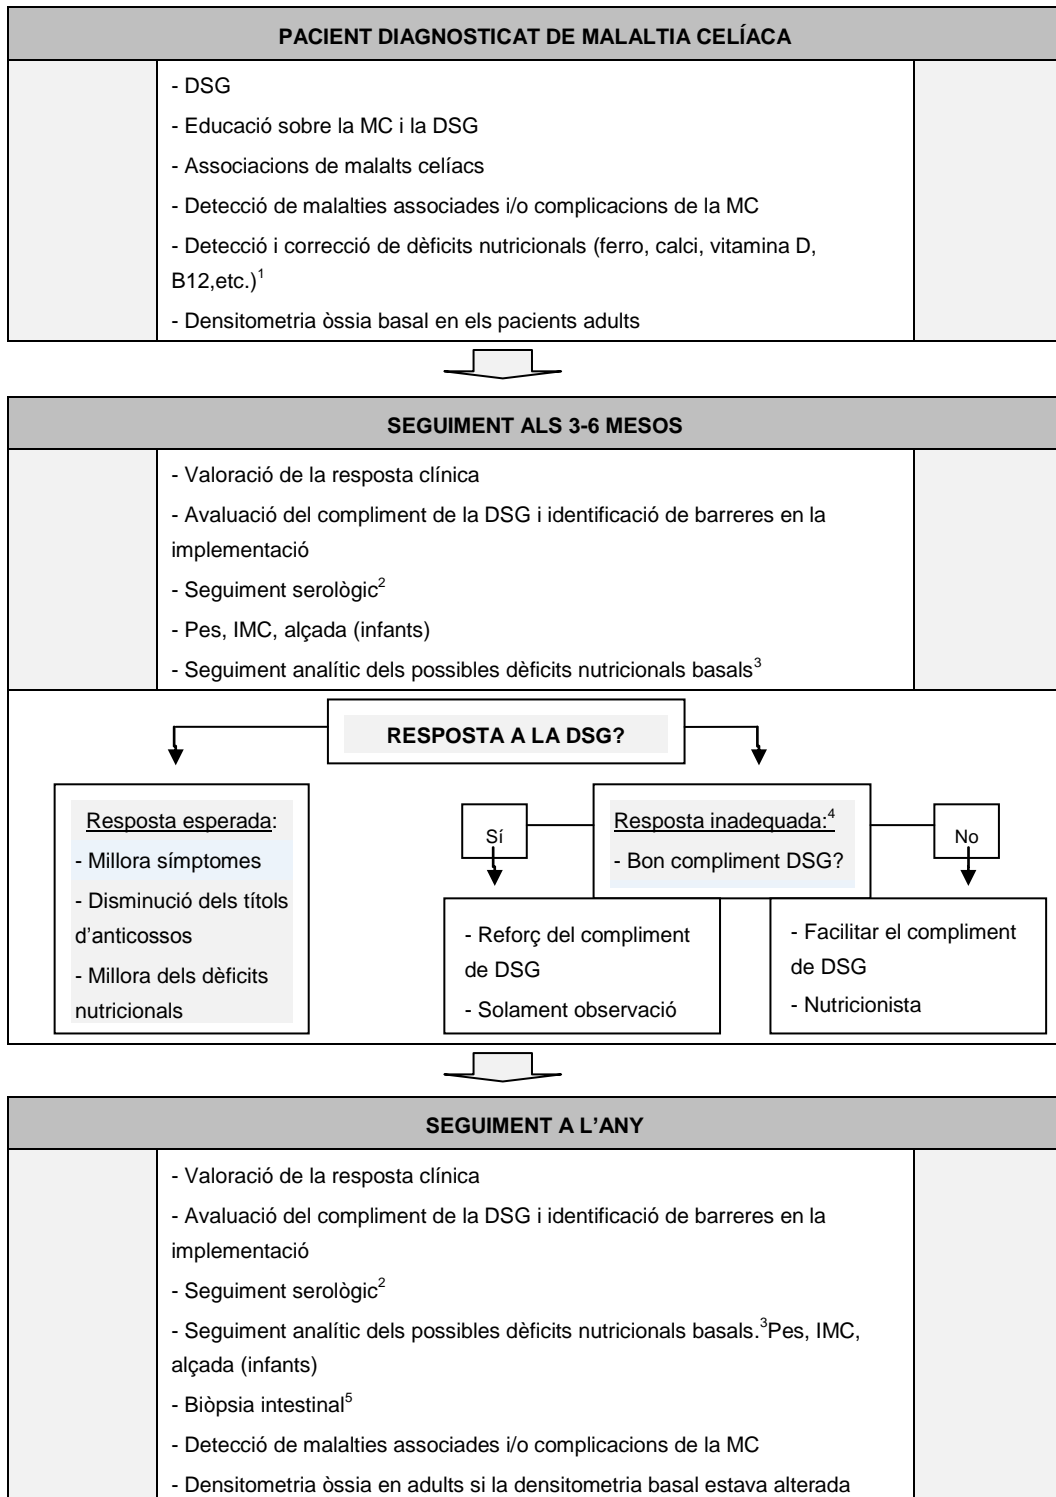 PACIENT DIAGNOSTICAT DE MALALTIA CELÍACA
- DSG
- Educació sobre la MC i la DSG
- Associacions de malalts celíacs
- Detecció de malalties associades i/o complicacions de la MC
- Detecció i correcció de dèficits nutricionals (ferro, calci, vitamina D,
B12,etc.)1
- Densitometria òssia basal en els pacients adults
SEGUIMENT ALS 3-6 MESOS
- Valoració de la resposta clínica
- Avaluació del compliment de la DSG i identificació de barreres en la
implementació
- Seguiment serològic2
- Pes, IMC, alçada (infants)
- Seguiment analític dels possibles dèficits nutricionals basals3
RESPOSTA A LA DSG?
Resposta esperada:
- Millora símptomes
- Disminució dels títols
d'anticossos
- Millora dels dèficits
nutricionals
Sí
Resposta inadequada:4
- Bon compliment DSG?
No
- Reforç del compliment
de DSG
- Solament observació
- Facilitar el compliment
de DSG
- Nutricionista
SEGUIMENT A L'ANY
- Valoració de la resposta clínica
- Avaluació del compliment de la DSG i identificació de barreres en la
implementació
- Seguiment serològic2
- Seguiment analític dels possibles dèficits nutricionals basals.3Pes, IMC,
alçada (infants)
- Biòpsia intestinal5
- Detecció de malalties associades i/o complicacions de la MC
- Densitometria òssia en adults si la densitometria basal estava alterada